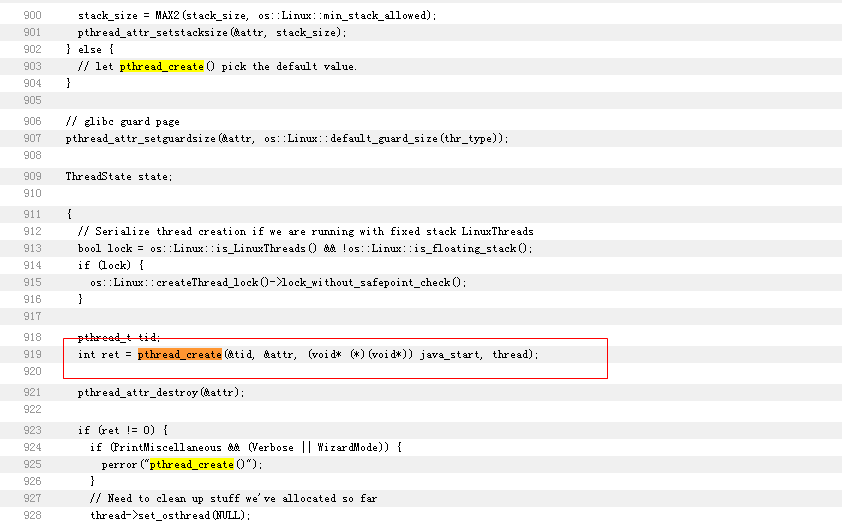 900 stack_size = MAX2(stack_size, os::Linux::min_stack_allowed);
901 pthread_attr_setstacksize(&attr, stack_size);
902 } else {
903 // let pthread_create() pick the default value.
904 }
905
906 // glibc guard page
907 pthread_attr_setguardsize(&attr, os::Linux::default_guard_size(thr_type));
908
909 ThreadState state;
910
911 {
912 // Serialize thread creation if we are running with fixed stack LinuxThreads
913 bool lock = os::Linux::is_LinuxThreads() && !os::Linux::is_floating_stack();
914 if (lock) {
915 os::Linux::createThread_lock()->lock_without_safepoint_check();
916 }
917
918 pthread_t tid;
919 int ret = pthread_create(&tid, &attr, (void* (*)(void*)) java_start, thread);
920
921 pthread_attr_destroy(&attr);
922
923 if (ret != 0) {
924 if (PrintMiscellaneous && (Verbose || WizardMode)) {
925 perror("pthread_create()");
926 }
927 // Need to clean up stuff we've allocated so far
928 thread->set_osthread(NULL);